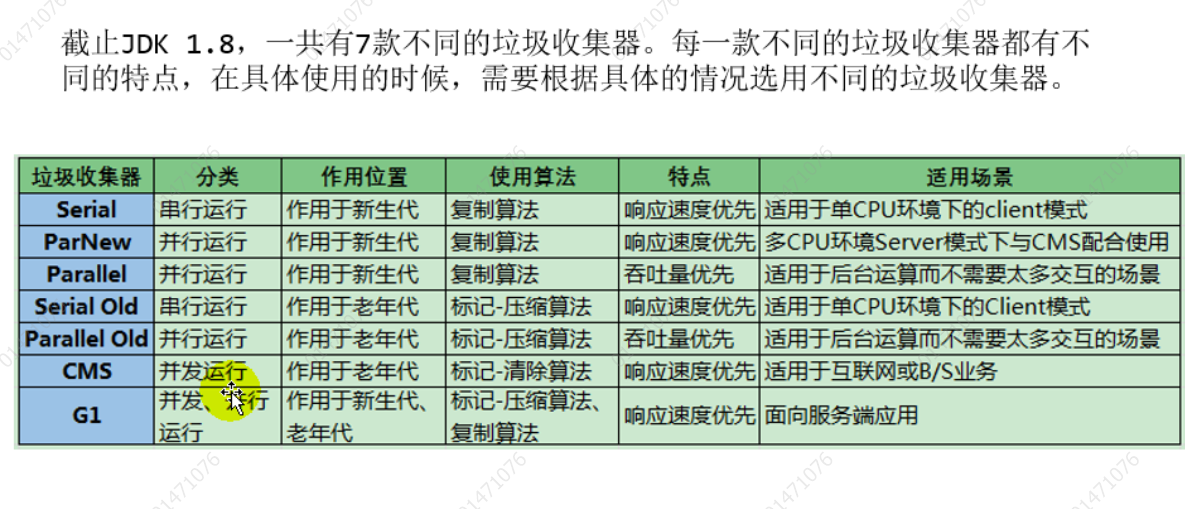 截止JDK 1.8，一共有7款不同的垃圾收集器。每一款不同的垃圾收集器都有不
同的特点，在具体使用的时候，需要根据具体的情况选用不同的垃圾收集器。
垃圾收集器 分类 作用位置 使用算法 特点 适用场景
Serial 串行运行 作用于新生代 复制算法 响应速度优先 适用于单CPU环境下的client模式
ParNew 并行运行 作用于新生代 复制算法 响应速度优先 多CPU环境Server模式下与CMS配合使用
Parallel 并行运行 作用于新生代 复制算法 吞吐量优先 适用于后台运算而不需要太多交互的场景
Serial Old 串行运行 作用于老年代 标记-压缩算法 响应速度优先 适用于单CPU环境下的Client模式
Parallel Old 并行运行 作用于老年代 标记-压缩算法 吞吐量优先 适用于后台运算而不需要太多交互的场景
CMS 并发运行 作用于老年代 标记-清除算法 响应速度优先 适用于互联网或B/S业务
G1 并发、并行 作用于新生代、 标记-压缩算法、 响应速度优先 面向服务端应用
运行 老年代 复制算法
01471076
01471076
01471076
01471076
01471076
01471076
01471076
01471076